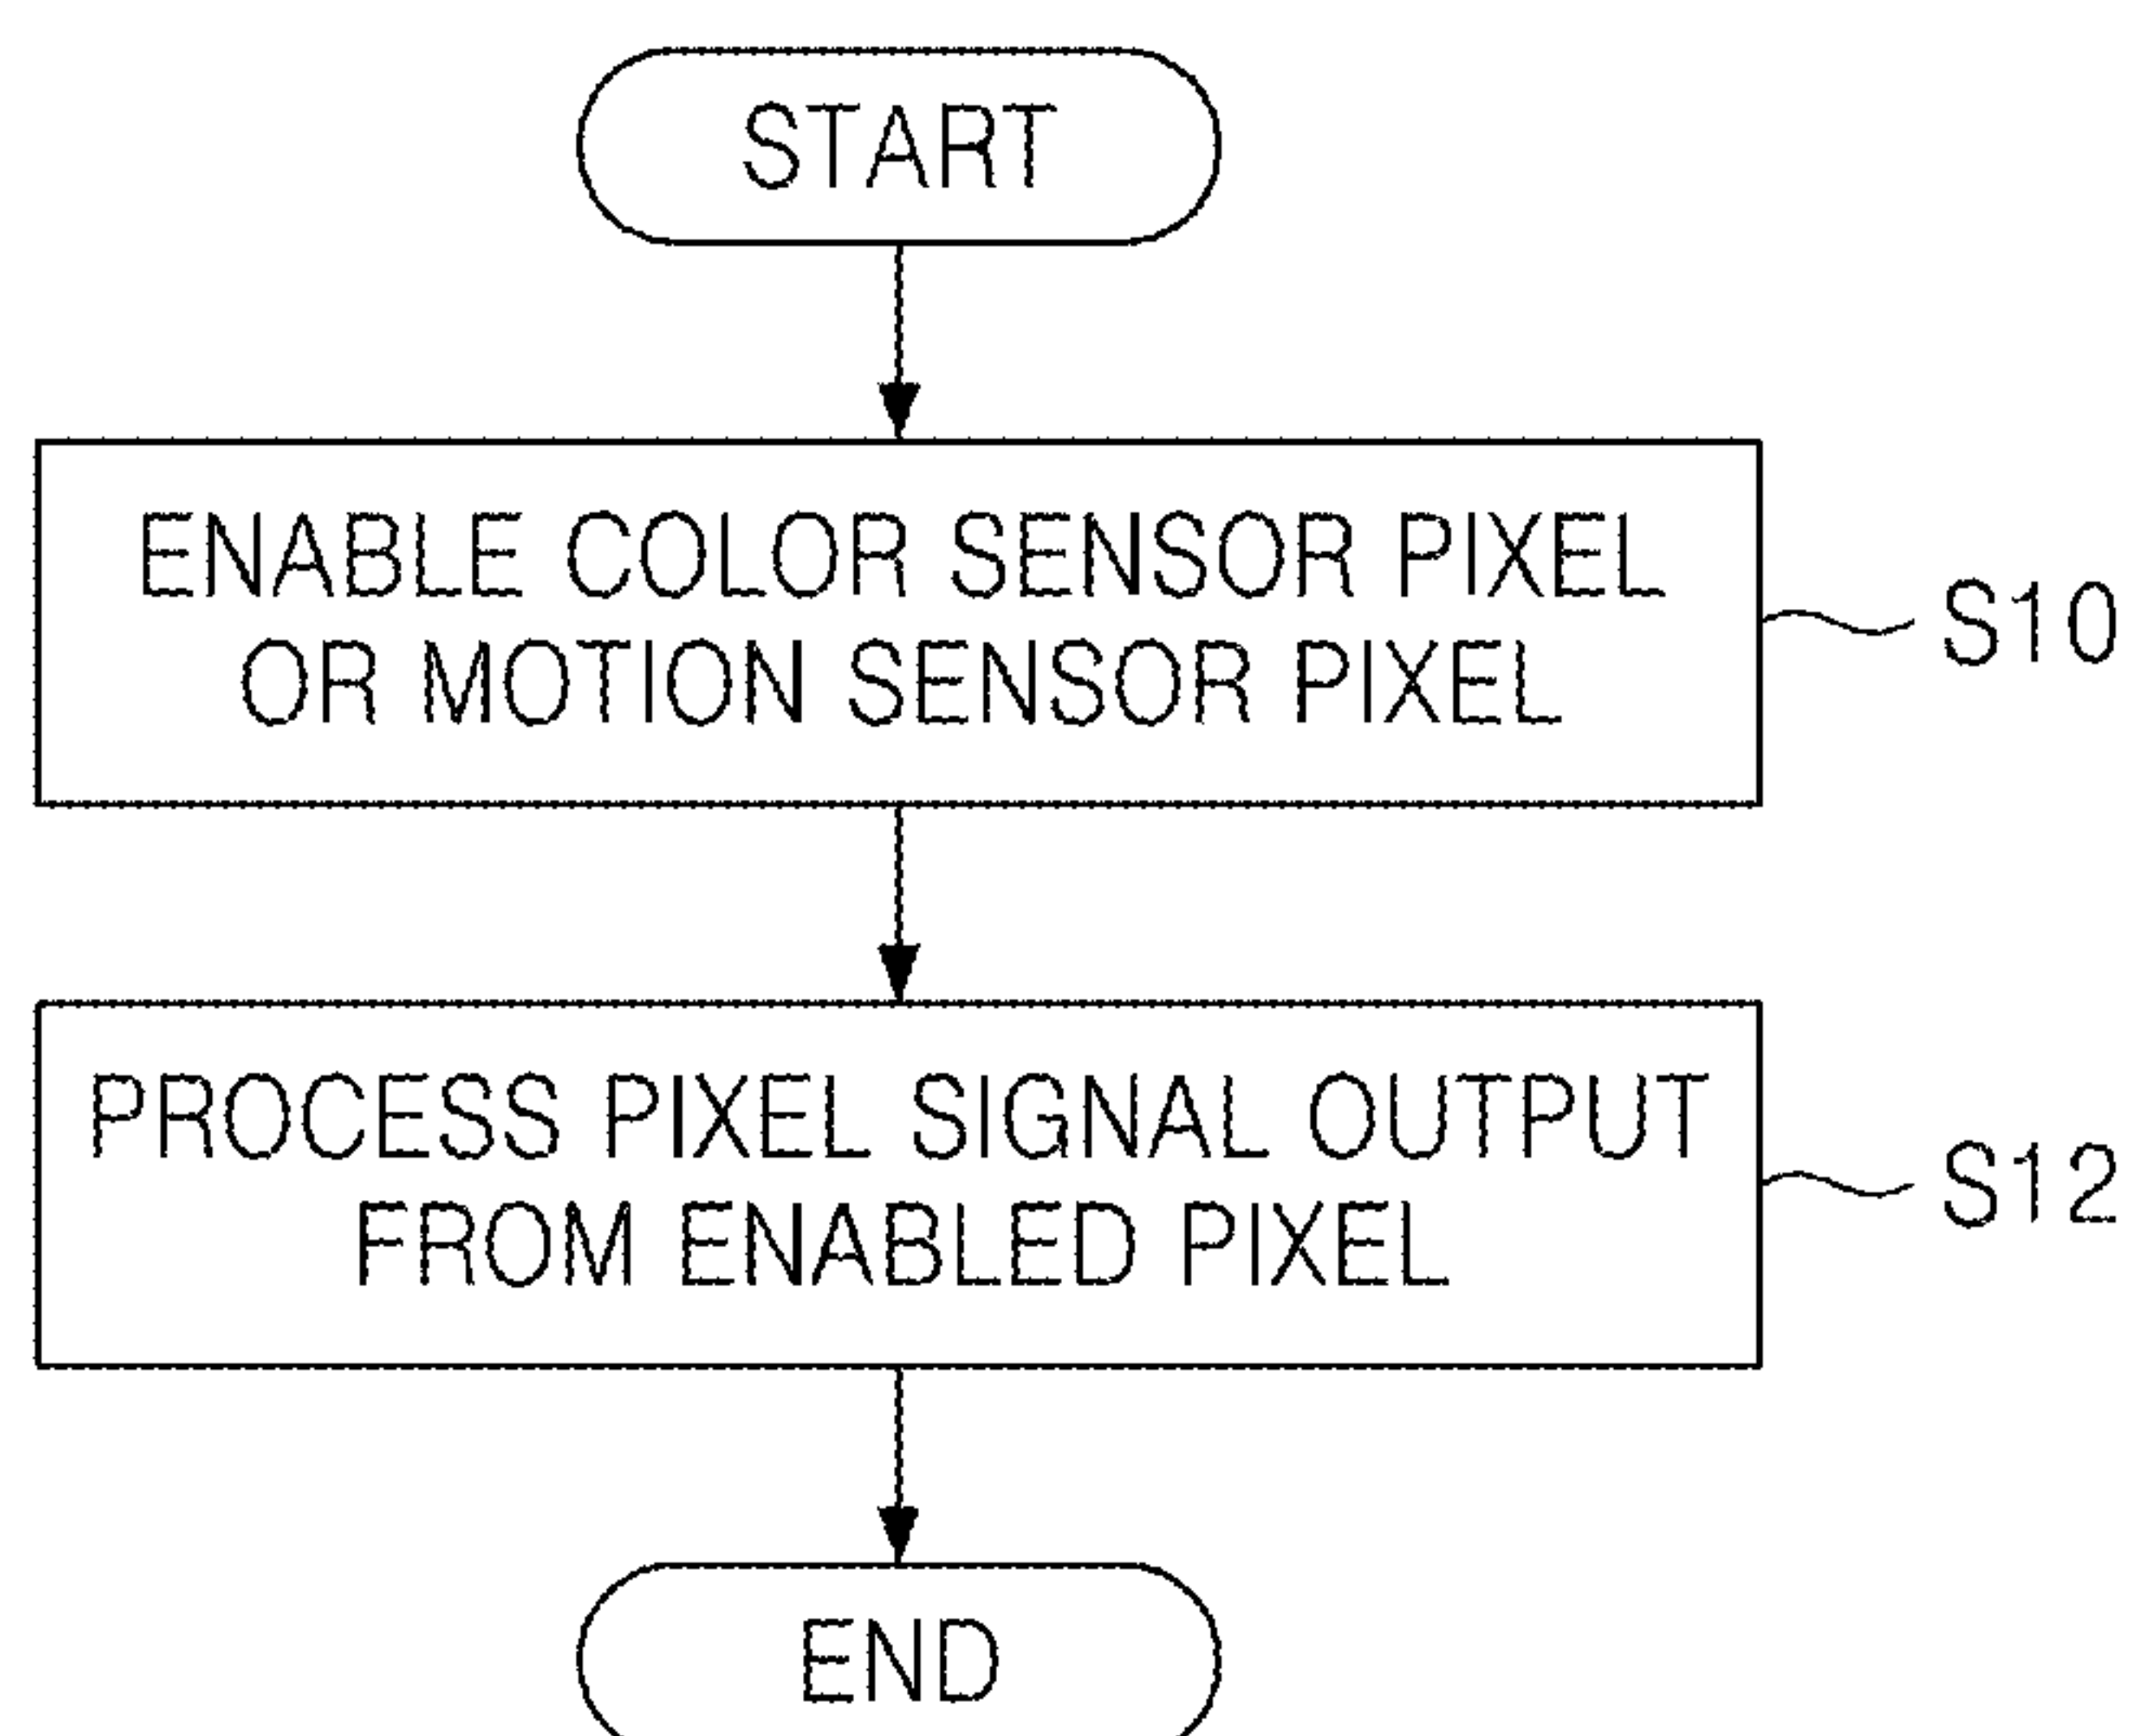 START
ENABLE COLOR SENSOR PIXEL
OR MOTION SENSOR PIXEL
S10
PROCESS PIXEL SIGNAL OUTPUT
FROM ENABLED PIXEL
S12
END